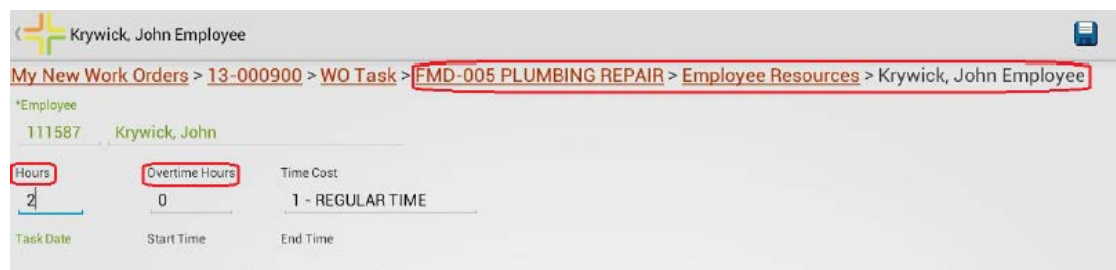 Krywick, John Employee
My New Work Orders > 13-000900 > WO Task > FMD-005 PLUMBING REPAIR > Employee Resources > Krywick, John Employee
*Employee
111587 Krywick, John
Hours Overtime Hours Time Cost
2 0 1 - REGULAR TIME
Task Date Start Time End Time